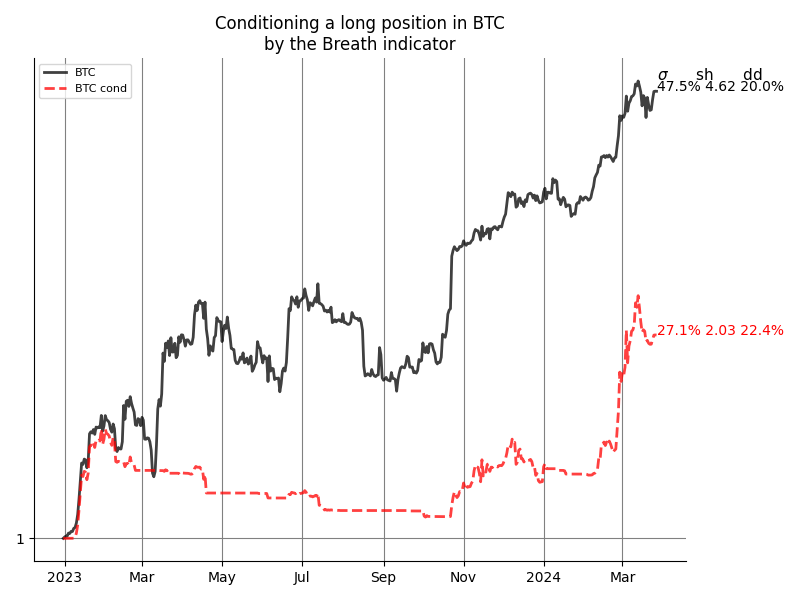 Conditioning a long position in BTC
by the Breath indicator
BTC
BTC cond
σ sh dd
47.5% 4.62 20.0%
27.1% 2.03 22.4%
1
2023 Mar May Jul Sep Nov 2024 Mar